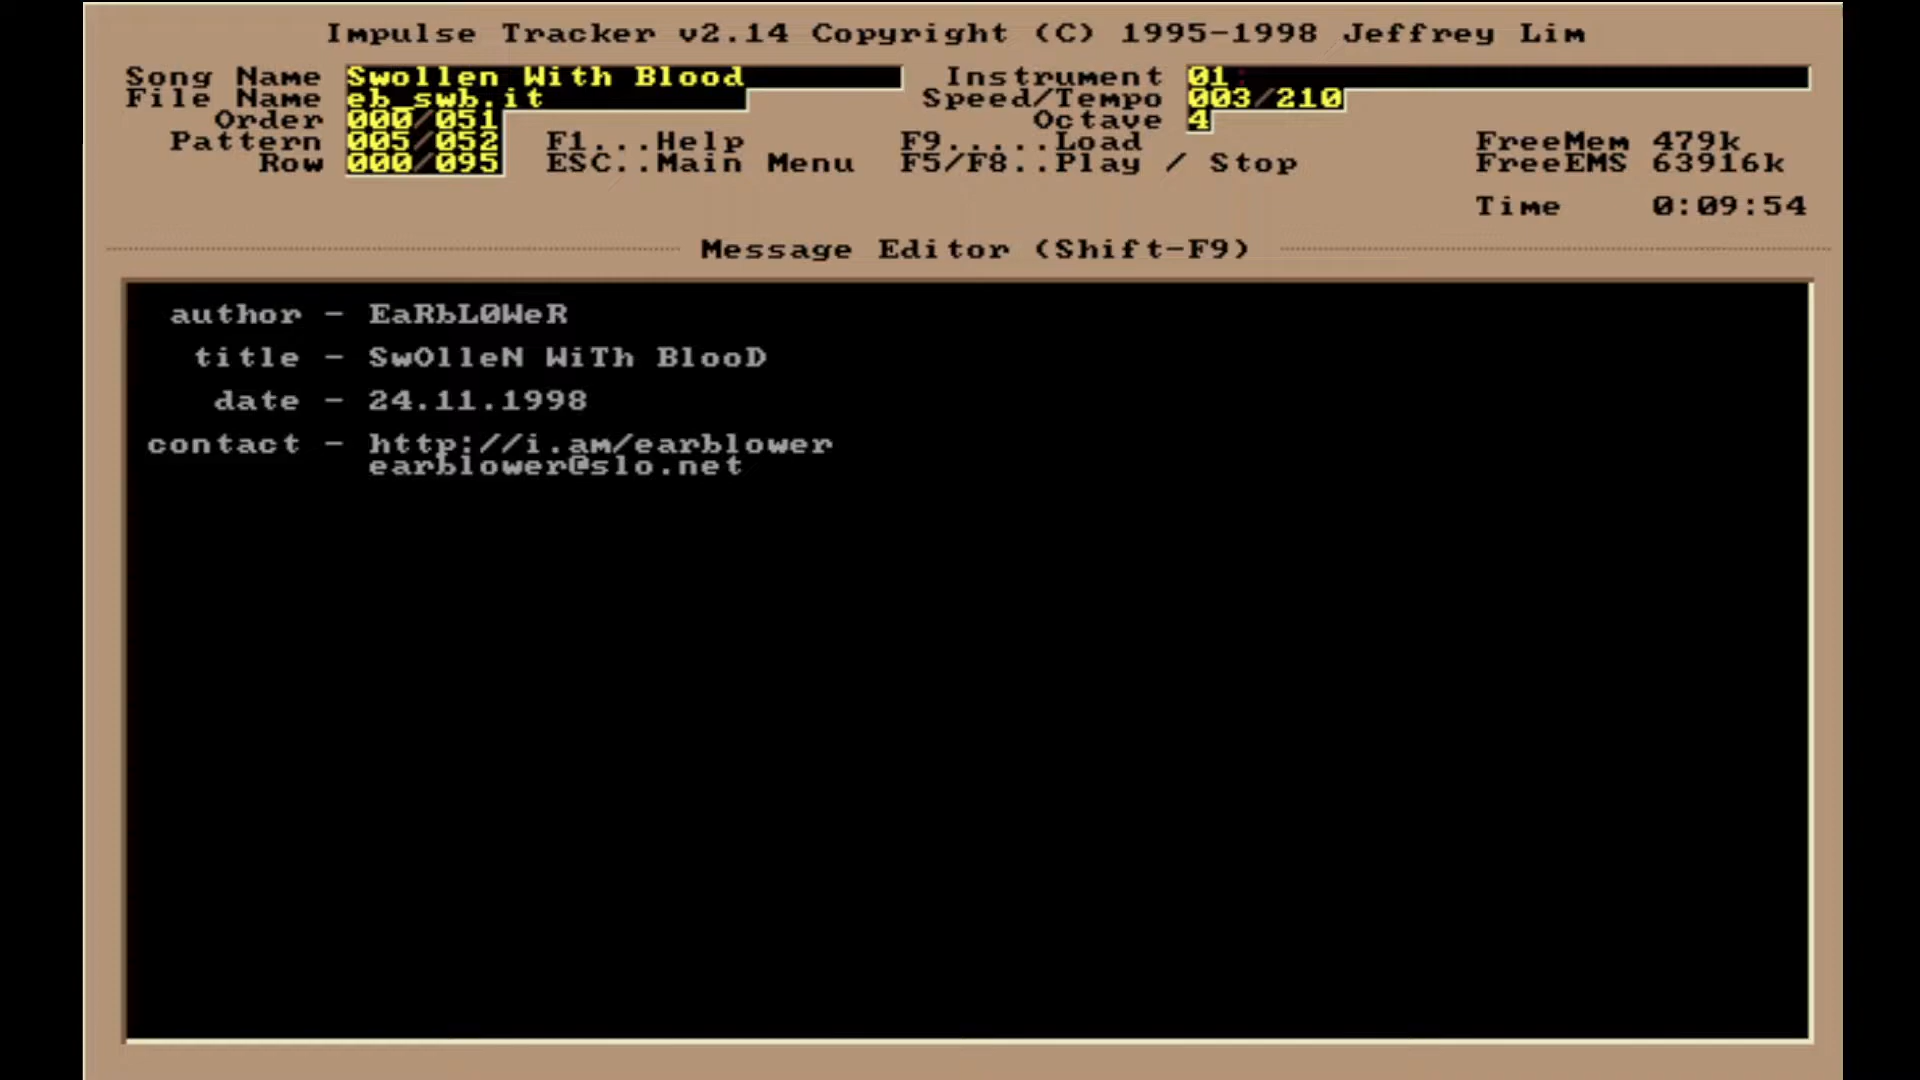 Impulse Tracker v2.14 Copyright (C) 1995-1998 Jeffrey Lim
Song Name Swollen With Blood Instrument 01:
File Name eb_swb.it Speed/Tempo 003/210
Order 000/051 Octave 4
Pattern 005/052 F1...Help F9.....Load FreeMem 479k
Row 000/095 ESC..Main Menu F5/F8..Play / Stop FreeEMS 63916k
Time 0:09:54
Message Editor (Shift-F9)
author - EaRbL0WeR
title - SwOlleN WiTh BlooD
date - 24.11.1998
contact - http://i.am/earblower
earblower@slo.net